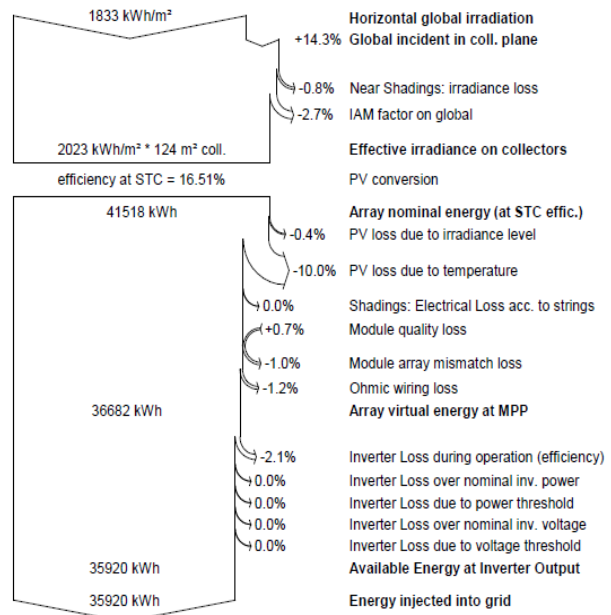 1833 kWh/m² Horizontal global irradiation
+14.3% Global incident in coll. plane
-0.8% Near Shadings: irradiance loss
-2.7% IAM factor on global
2023 kWh/m² * 124 m² coll. Effective irradiance on collectors
efficiency at STC = 16.51% PV conversion
41518 kWh Array nominal energy (at STC effic.)
-0.4% PV loss due to irradiance level
-10.0% PV loss due to temperature
0.0% Shadings: Electrical Loss acc. to strings
+0.7% Module quality loss
-1.0% Module array mismatch loss
-1.2% Ohmic wiring loss
36682 kWh Array virtual energy at MPP
-2.1% Inverter Loss during operation (efficiency)
0.0% Inverter Loss over nominal inv. power
0.0% Inverter Loss due to power threshold
0.0% Inverter Loss over nominal inv. voltage
0.0% Inverter Loss due to voltage threshold
35920 kWh Available Energy at Inverter Output
35920 kWh Energy injected into grid